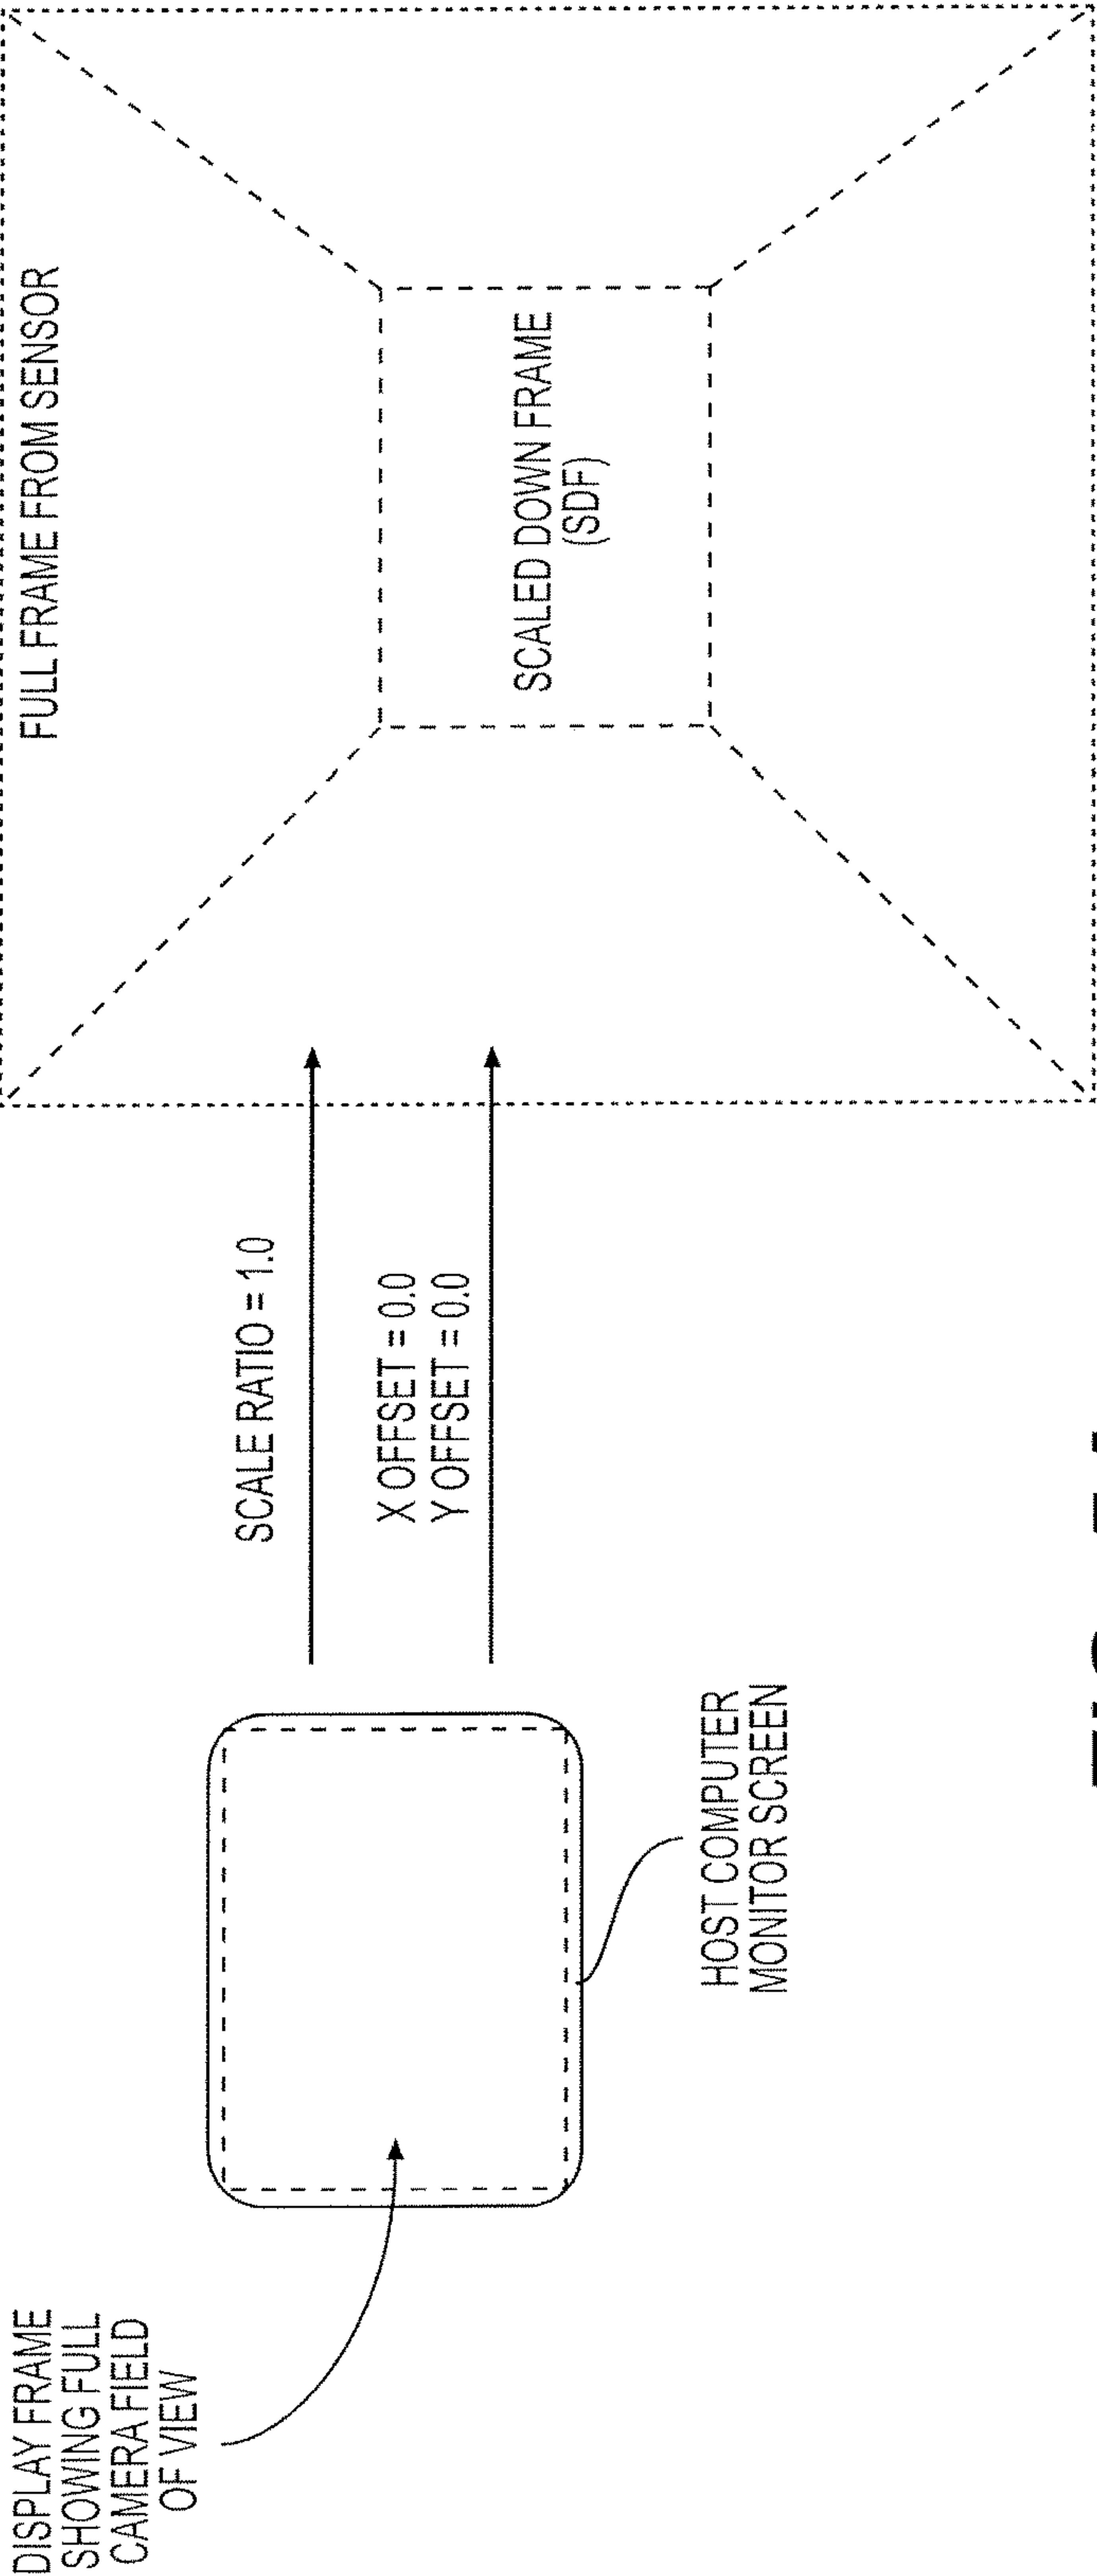 DISPLAY FRAME
SHOWING FULL
CAMERA FIELD
OF VIEW
HOST COMPUTER
MONITOR SCREEN
SCALE RATIO = 1.0
X OFFSET = 0.0
Y OFFSET = 0.0
FULL FRAME FROM SENSOR
SCALED DOWN FRAME
(SDF)